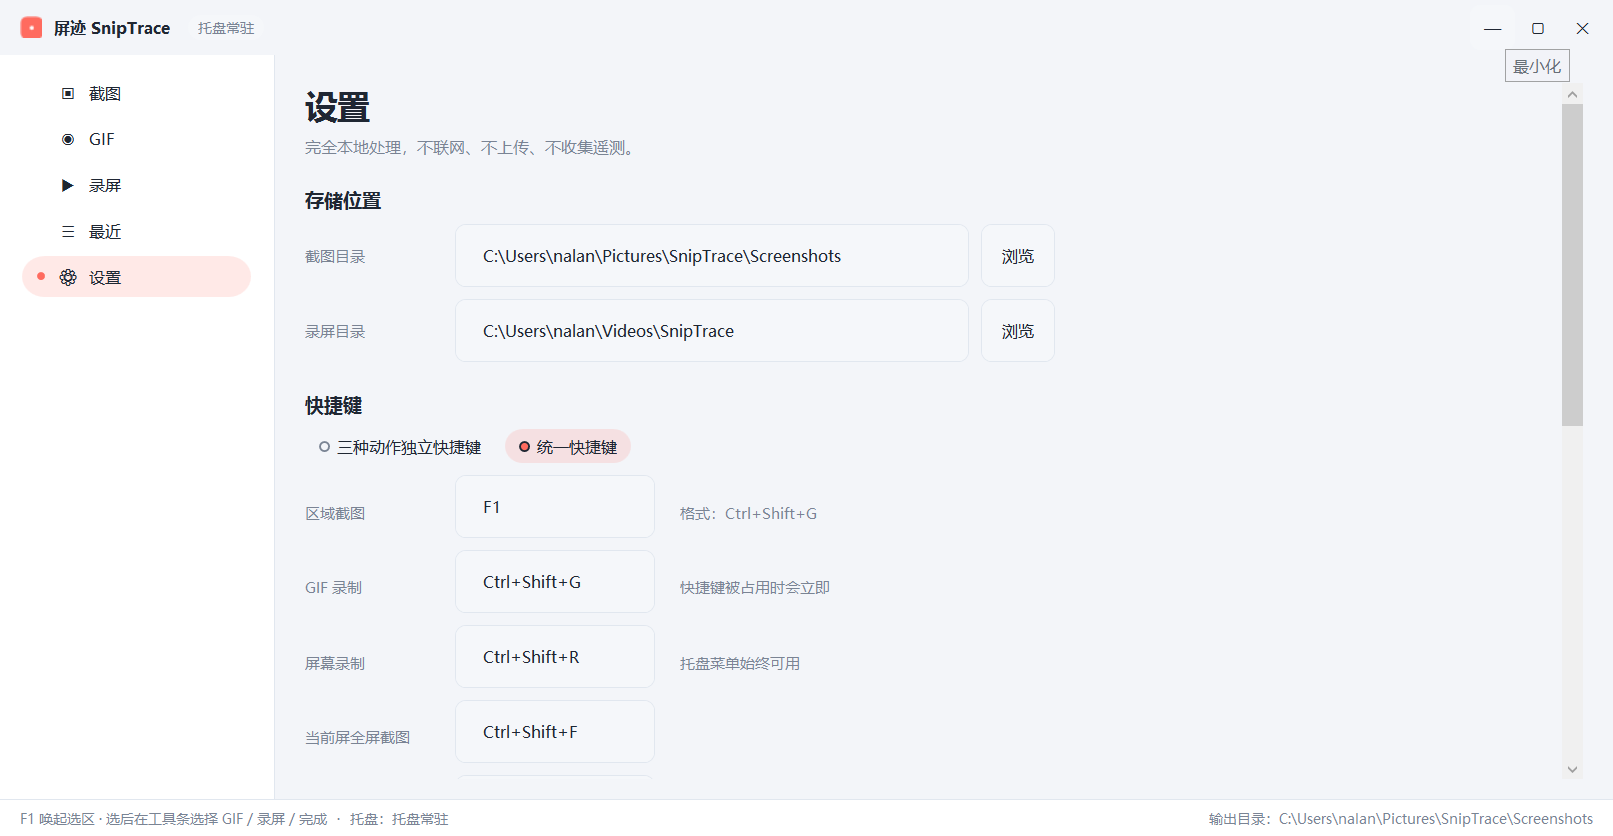 屏迹 SnipTrace 托盘常驻
最小化
截图
GIF
录屏
最近
设置
设置
完全本地处理，不联网、不上传、不收集遥测。
存储位置
截图目录 C:\Users\nalan\Pictures\SnipTrace\Screenshots 浏览
录屏目录 C:\Users\nalan\Videos\SnipTrace 浏览
快捷键
三种动作独立快捷键 统一快捷键
区域截图 F1 格式：Ctrl+Shift+G
GIF 录制 Ctrl+Shift+G 快捷键被占用时会立即
屏幕录制 Ctrl+Shift+R 托盘菜单始终可用
当前屏全屏截图 Ctrl+Shift+F
F1 唤起选区 · 选后在工具条选择 GIF / 录屏 / 完成 · 托盘：托盘常驻
输出目录：C:\Users\nalan\Pictures\SnipTrace\Screenshots